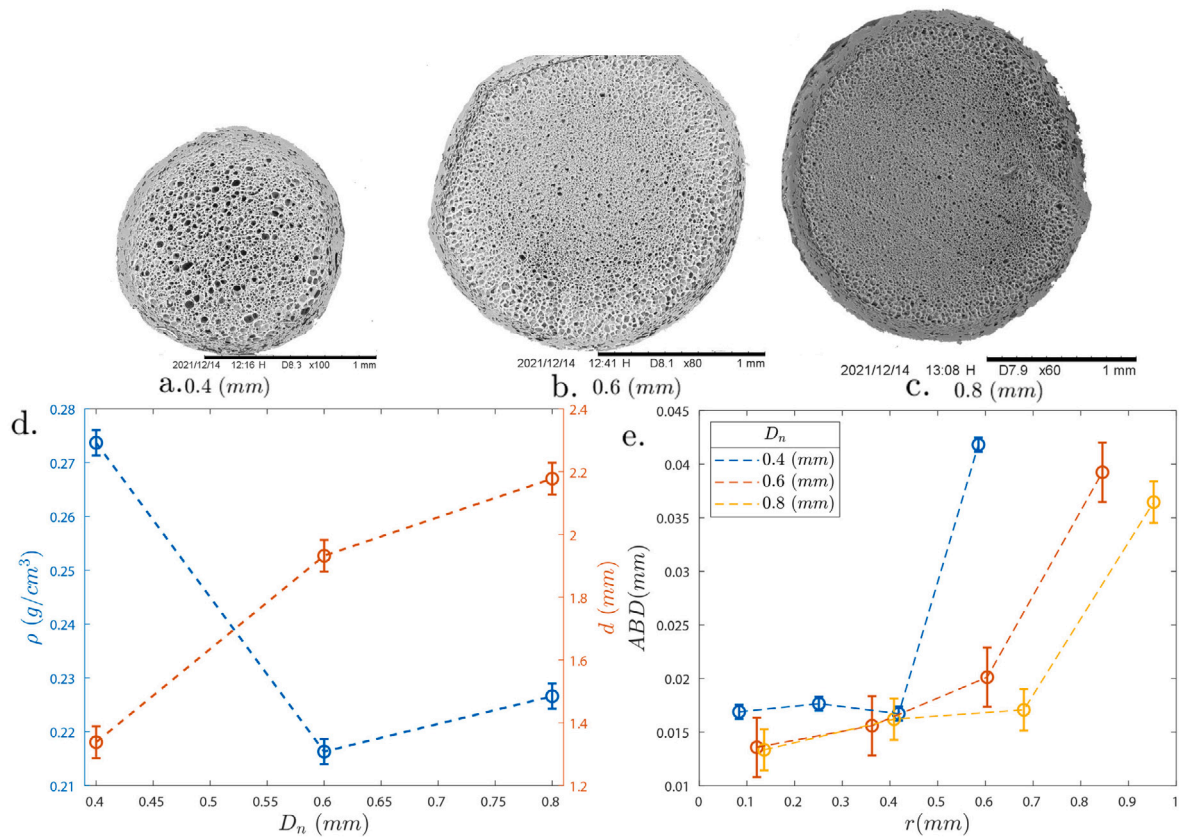 2021/12/14 12:16 H D8.3 x100 1 mm
2021/12/14 12:41 H D8.1 x80 1 mm
2021/12/14 13:08 H D7.9 x60 1 mm
a. 0.4 (mm)
b. 0.6 (mm)
c. 0.8 (mm)
d.
0.28
0.27
0.26
0.25
0.24
0.23
0.22
0.21
ρ (g/cm³)
0.4 0.45 0.5 0.55 0.6 0.65 0.7 0.75 0.8
Dₙ (mm)
2.4
2.2
2
1.8
1.6
1.4
1.2
d (mm)
e.
Dₙ
0.4 (mm)
0.6 (mm)
0.8 (mm)
0.045
0.04
0.035
0.03
0.025
0.02
0.015
0.01
ABD(mm)
0 0.1 0.2 0.3 0.4 0.5 0.6 0.7 0.8 0.9 1
r(mm)